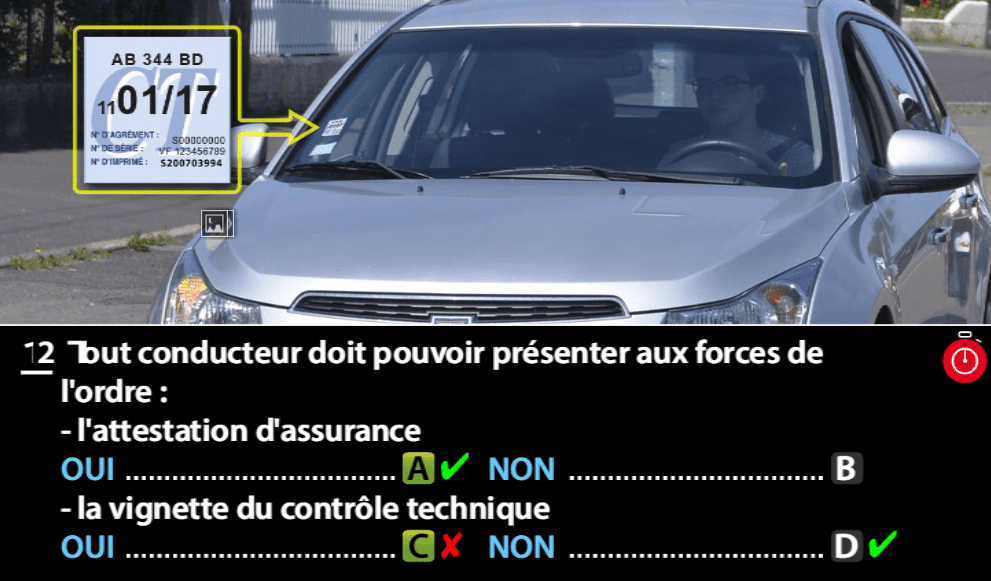 AB 344 BD
CT
11 01/17
N° D'AGRÉMENT : S00000000
N° DE SÉRIE : VF 123456789
N° D'IMPRIMÉ : S200703994
12 Tout conducteur doit pouvoir présenter aux forces de
l'ordre :
- l'attestation d'assurance
OUI .................................. A ✔ NON ................................ B
- la vignette du contrôle technique
OUI .................................. C ✘ NON ................................ D ✔